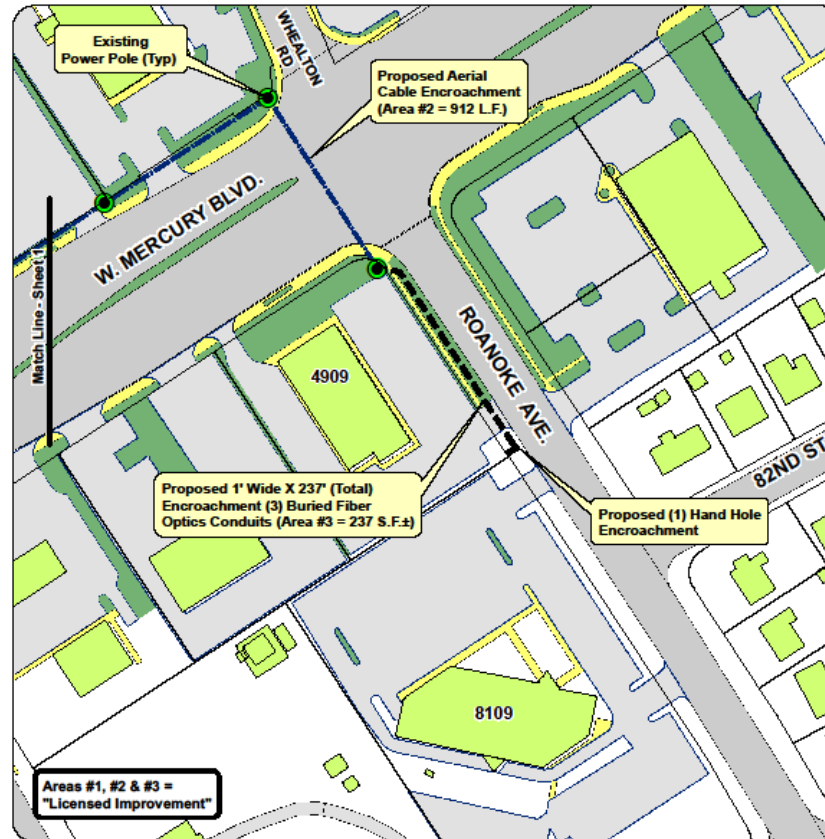 Existing
Power Pole (Typ)
WHEALTON
RD
Proposed Aerial
Cable Encroachment
(Area #2 = 912 L.F.)
W. MERCURY BLVD.
Match Line - Sheet 1
ROANOKE AVE.
4909
82ND ST
Proposed 1' Wide X 237' (Total)
Encroachment (3) Buried Fiber
Optics Conduits (Area #3 = 237 S.F.±)
Proposed (1) Hand Hole
Encroachment
8109
Areas #1, #2 & #3 =
"Licensed Improvement"